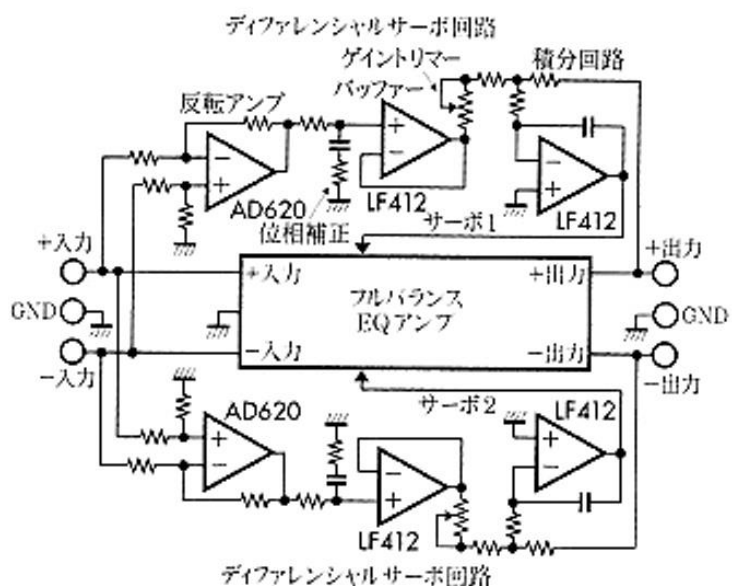 ディファレンシャルサーボ回路
ゲイントリマー
積分回路
バッファー
反転アンプ
AD620
位相補正
LF412
LF412
サーボ1
+入力
+出力
+入力
+出力
GND
フルバランス
EQアンプ
GND
−入力
−出力
−入力
−出力
AD620
サーボ2
LF412
LF412
ディファレンシャルサーボ回路